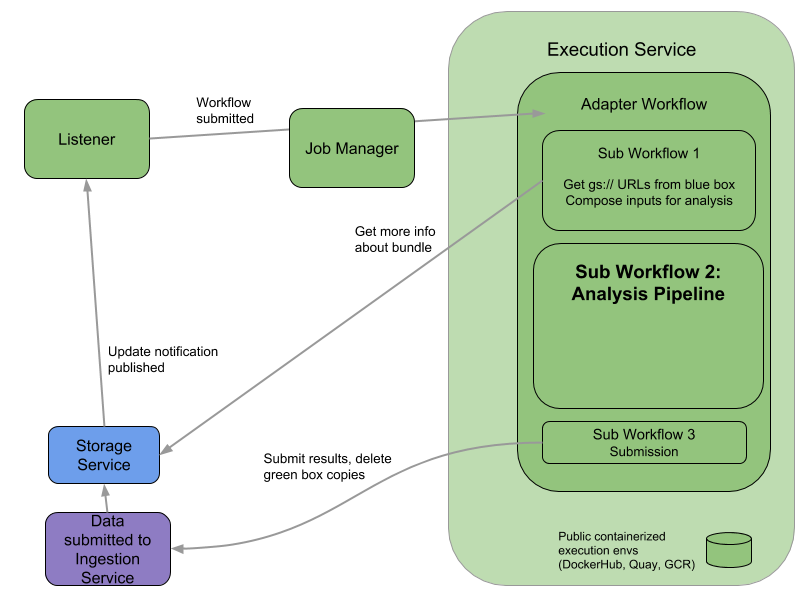 Execution Service
Adapter Workflow
Workflow
submitted
Listener
Job Manager
Sub Workflow 1
Get gs:// URLs from blue box
Compose inputs for analysis
Get more info
about bundle
Sub Workflow 2:
Analysis Pipeline
Update notification
published
Storage
Service
Sub Workflow 3
Submission
Submit results, delete
green box copies
Data
submitted to
Ingestion
Service
Public containerized
execution envs
(DockerHub, Quay, GCR)